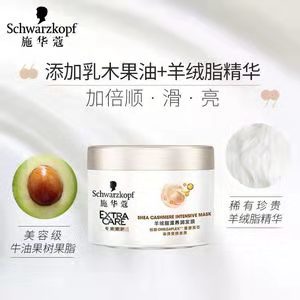 Schwarzkopf
施华蔻
添加乳木果油+羊绒脂精华
加倍顺·滑·亮
Schwarzkopf
施华蔻
SHEA CASHMERE INTENSIVE MASK
EXTRA CARE
羊绒脂滋养润发膜
美容级
牛油果树果脂
稀有珍贵
羊绒脂精华